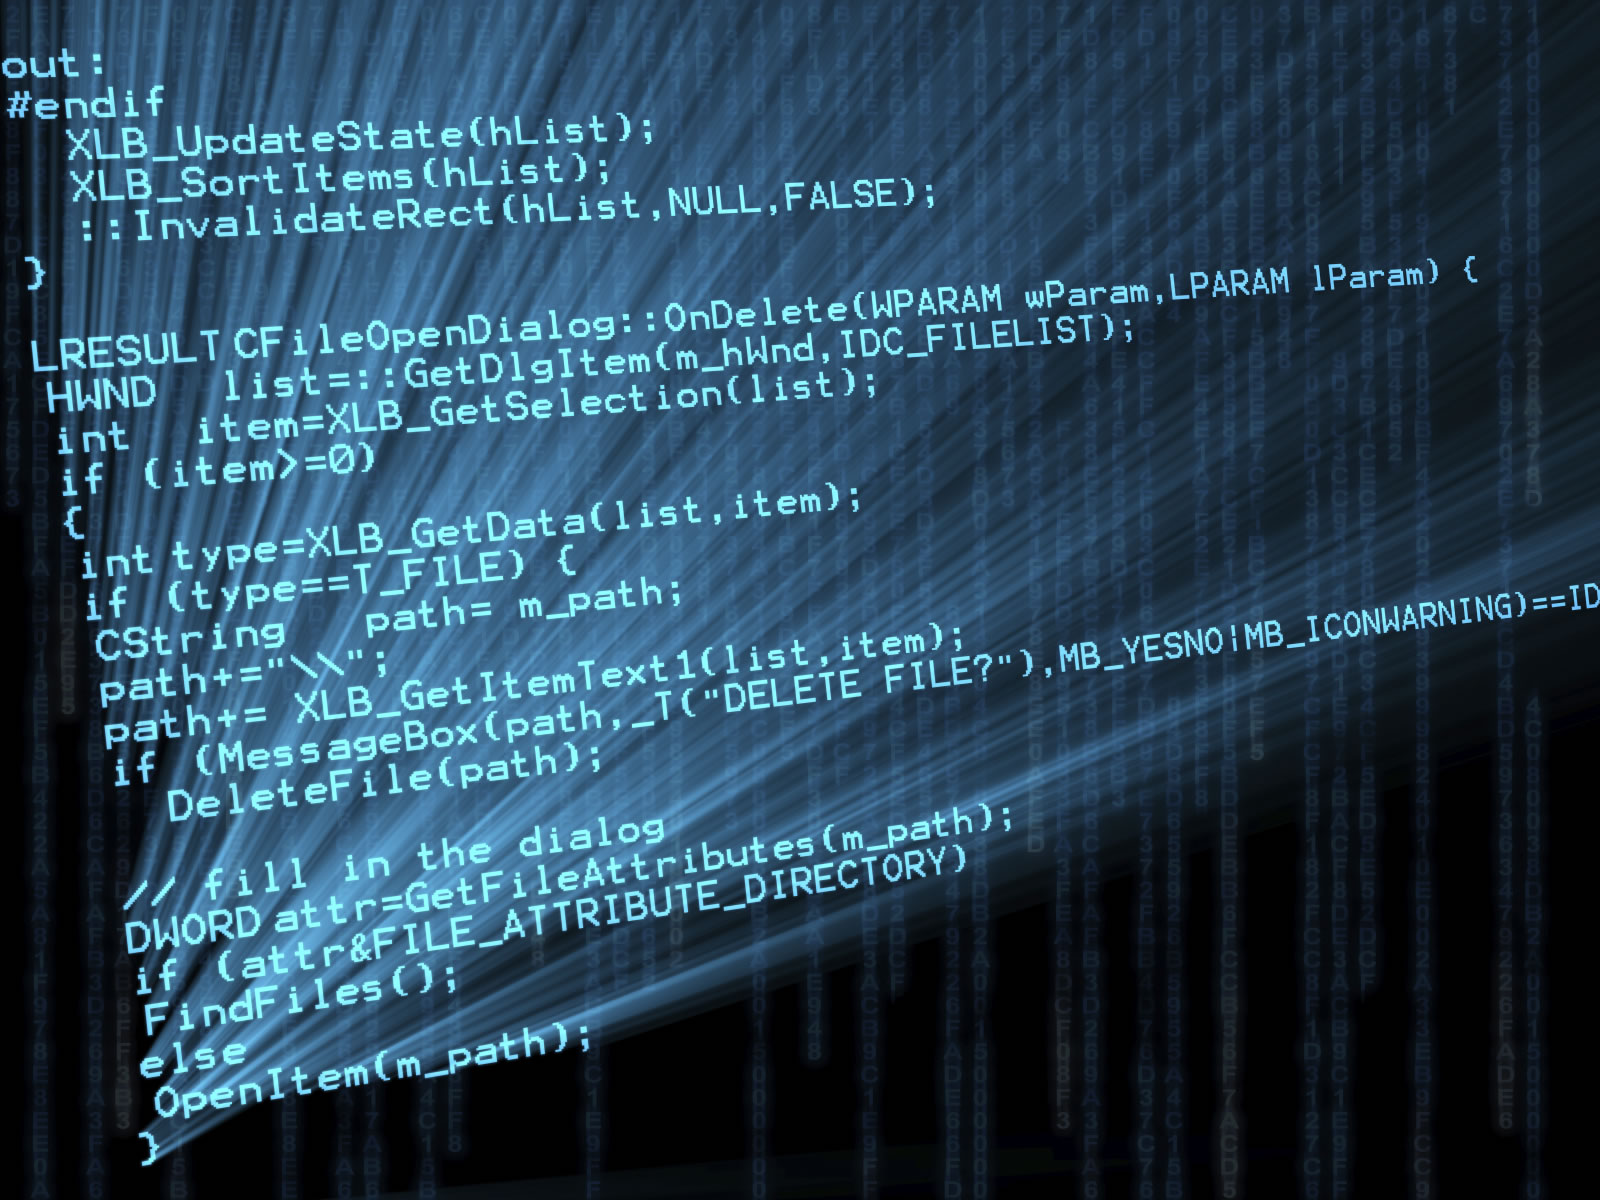 out:
#endif
XLB_UpdateState(hList);
XLB_SortItems(hList);
::InvalidateRect(hList,NULL,FALSE);
}
LRESULT CFileOpenDialog::OnDelete(WPARAM wParam,LPARAM lParam) {
HWND list=::GetDlgItem(m_hWnd,IDC_FILELIST);
int item=XLB_GetSelection(list);
if (item>=0)
{
int type=XLB_GetData(list,item);
if (type==T_FILE) {
CString path= m_path;
path+="\\";
path+= XLB_GetItemText1(list,item);
if (MessageBox(path,_T("DELETE FILE?"),MB_YESNO|MB_ICONWARNING)==ID
DeleteFile(path);
// fill in the dialog
DWORD attr=GetFileAttributes(m_path);
if (attr&FILE_ATTRIBUTE_DIRECTORY)
FindFiles();
else
OpenItem(m_path);
}